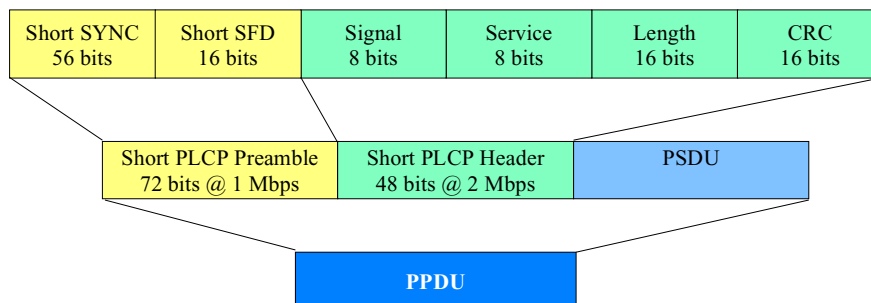 Short SYNC
56 bits
Short SFD
16 bits
Signal
8 bits
Service
8 bits
Length
16 bits
CRC
16 bits
Short PLCP Preamble
72 bits @ 1 Mbps
Short PLCP Header
48 bits @ 2 Mbps
PSDU
PPDU